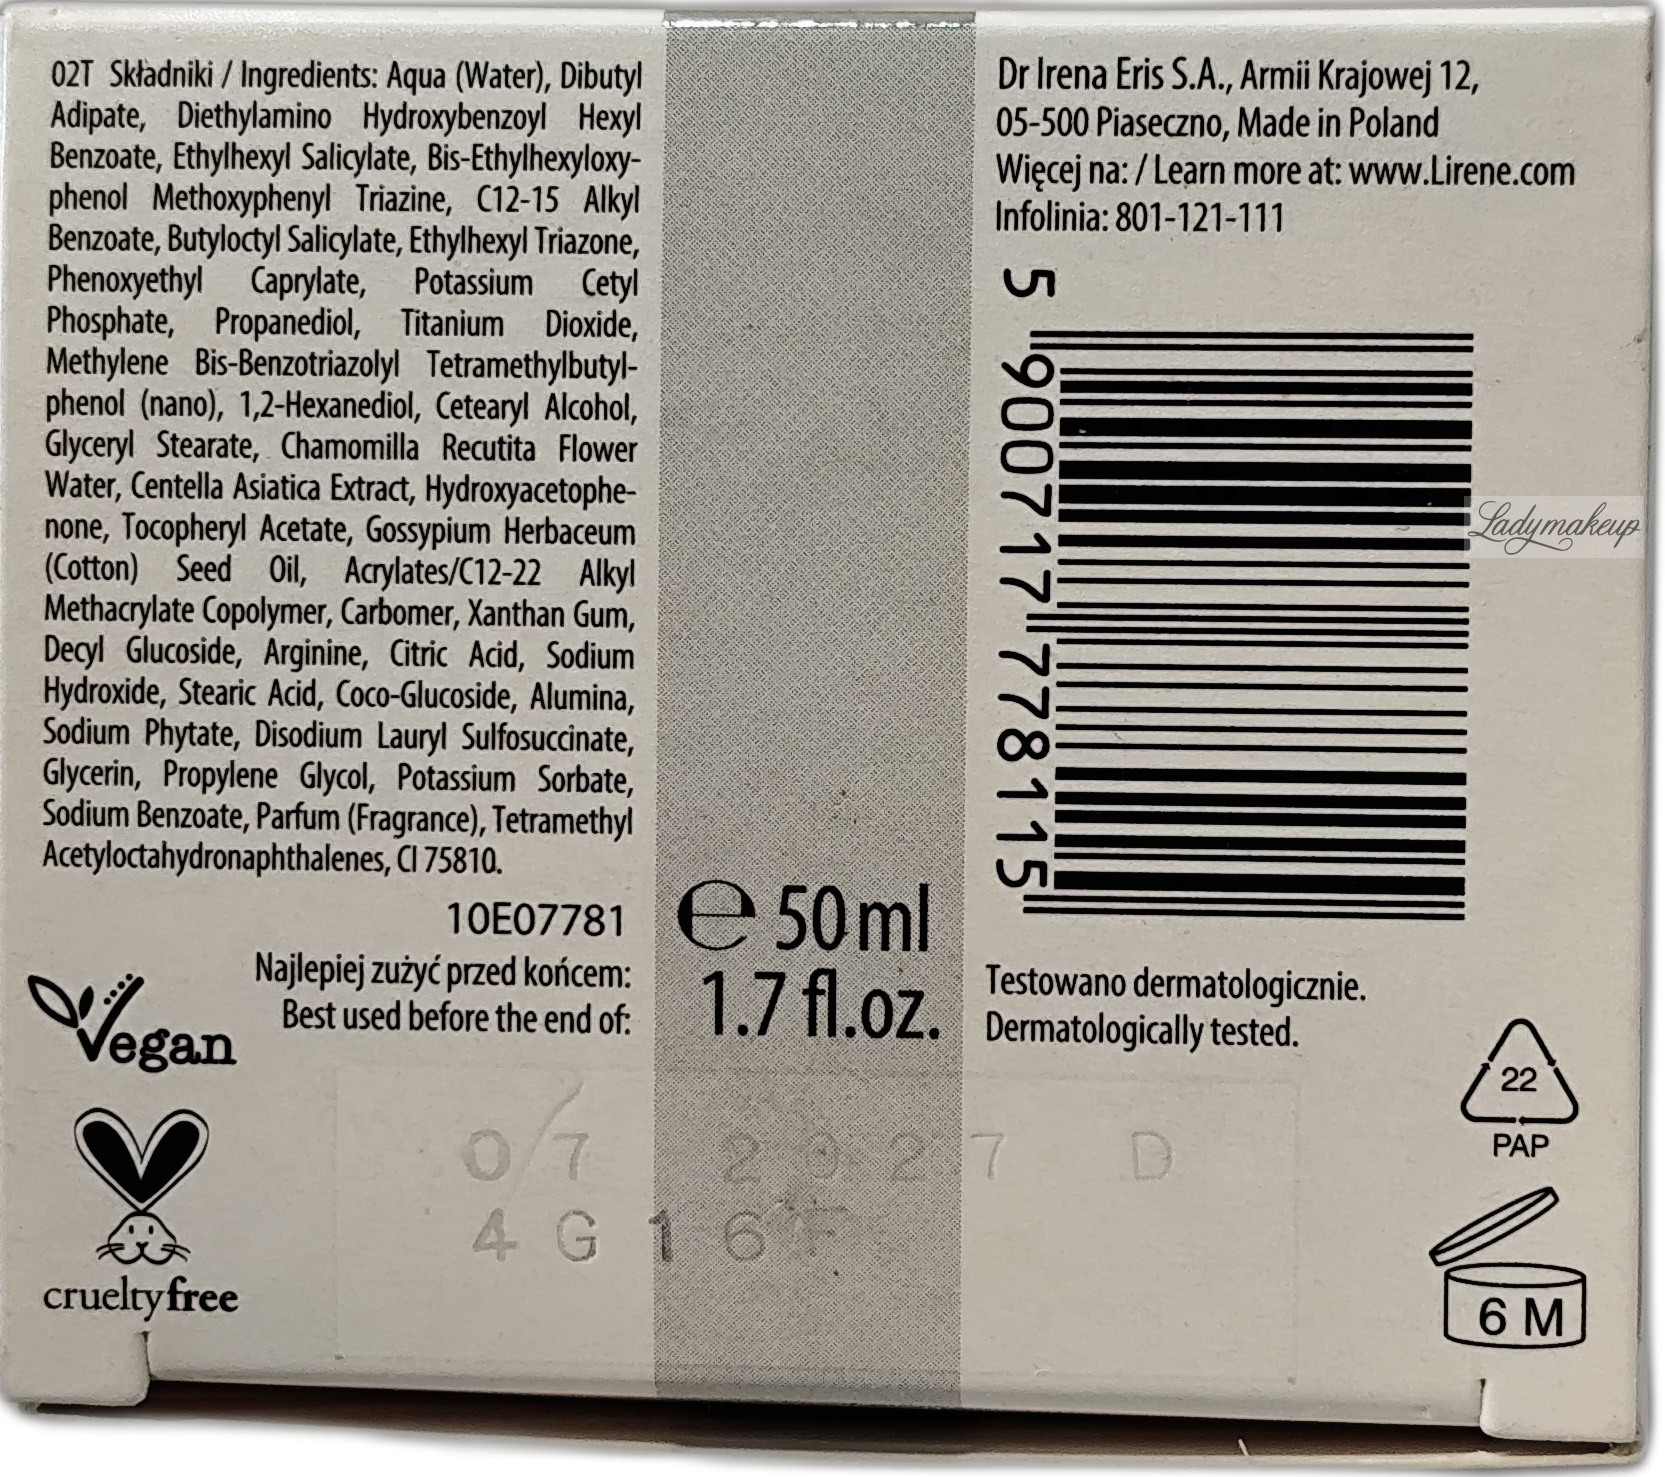 02T Składniki / Ingredients: Aqua (Water), Dibutyl
Adipate, Diethylamino Hydroxybenzoyl Hexyl
Benzoate, Ethylhexyl Salicylate, Bis-Ethylhexyloxy-
phenol Methoxyphenyl Triazine, C12-15 Alkyl
Benzoate, Butyloctyl Salicylate, Ethylhexyl Triazone,
Phenoxyethyl Caprylate, Potassium Cetyl
Phosphate, Propanediol, Titanium Dioxide,
Methylene Bis-Benzotriazolyl Tetramethylbutyl-
phenol (nano), 1,2-Hexanediol, Cetearyl Alcohol,
Glyceryl Stearate, Chamomilla Recutita Flower
Water, Centella Asiatica Extract, Hydroxyacetophe-
none, Tocopheryl Acetate, Gossypium Herbaceum
(Cotton) Seed Oil, Acrylates/C12-22 Alkyl
Methacrylate Copolymer, Carbomer, Xanthan Gum,
Decyl Glucoside, Arginine, Citric Acid, Sodium
Hydroxide, Stearic Acid, Coco-Glucoside, Alumina,
Sodium Phytate, Disodium Lauryl Sulfosuccinate,
Glycerin, Propylene Glycol, Potassium Sorbate,
Sodium Benzoate, Parfum (Fragrance), Tetramethyl
Acetyloctahydronaphthalenes, CI 75810.
10E07781
Najlepiej zużyć przed końcem:
Best used before the end of:
Vegan
crueltyfree
07 2027 D
4G16
e 50 ml
1.7 fl.oz.
Dr Irena Eris S.A., Armii Krajowej 12,
05-500 Piaseczno, Made in Poland
Więcej na: / Learn more at: www.Lirene.com
Infolinia: 801-121-111
5 900717 778115
Ladymakeup
Testowano dermatologicznie.
Dermatologically tested.
22
PAP
6 M